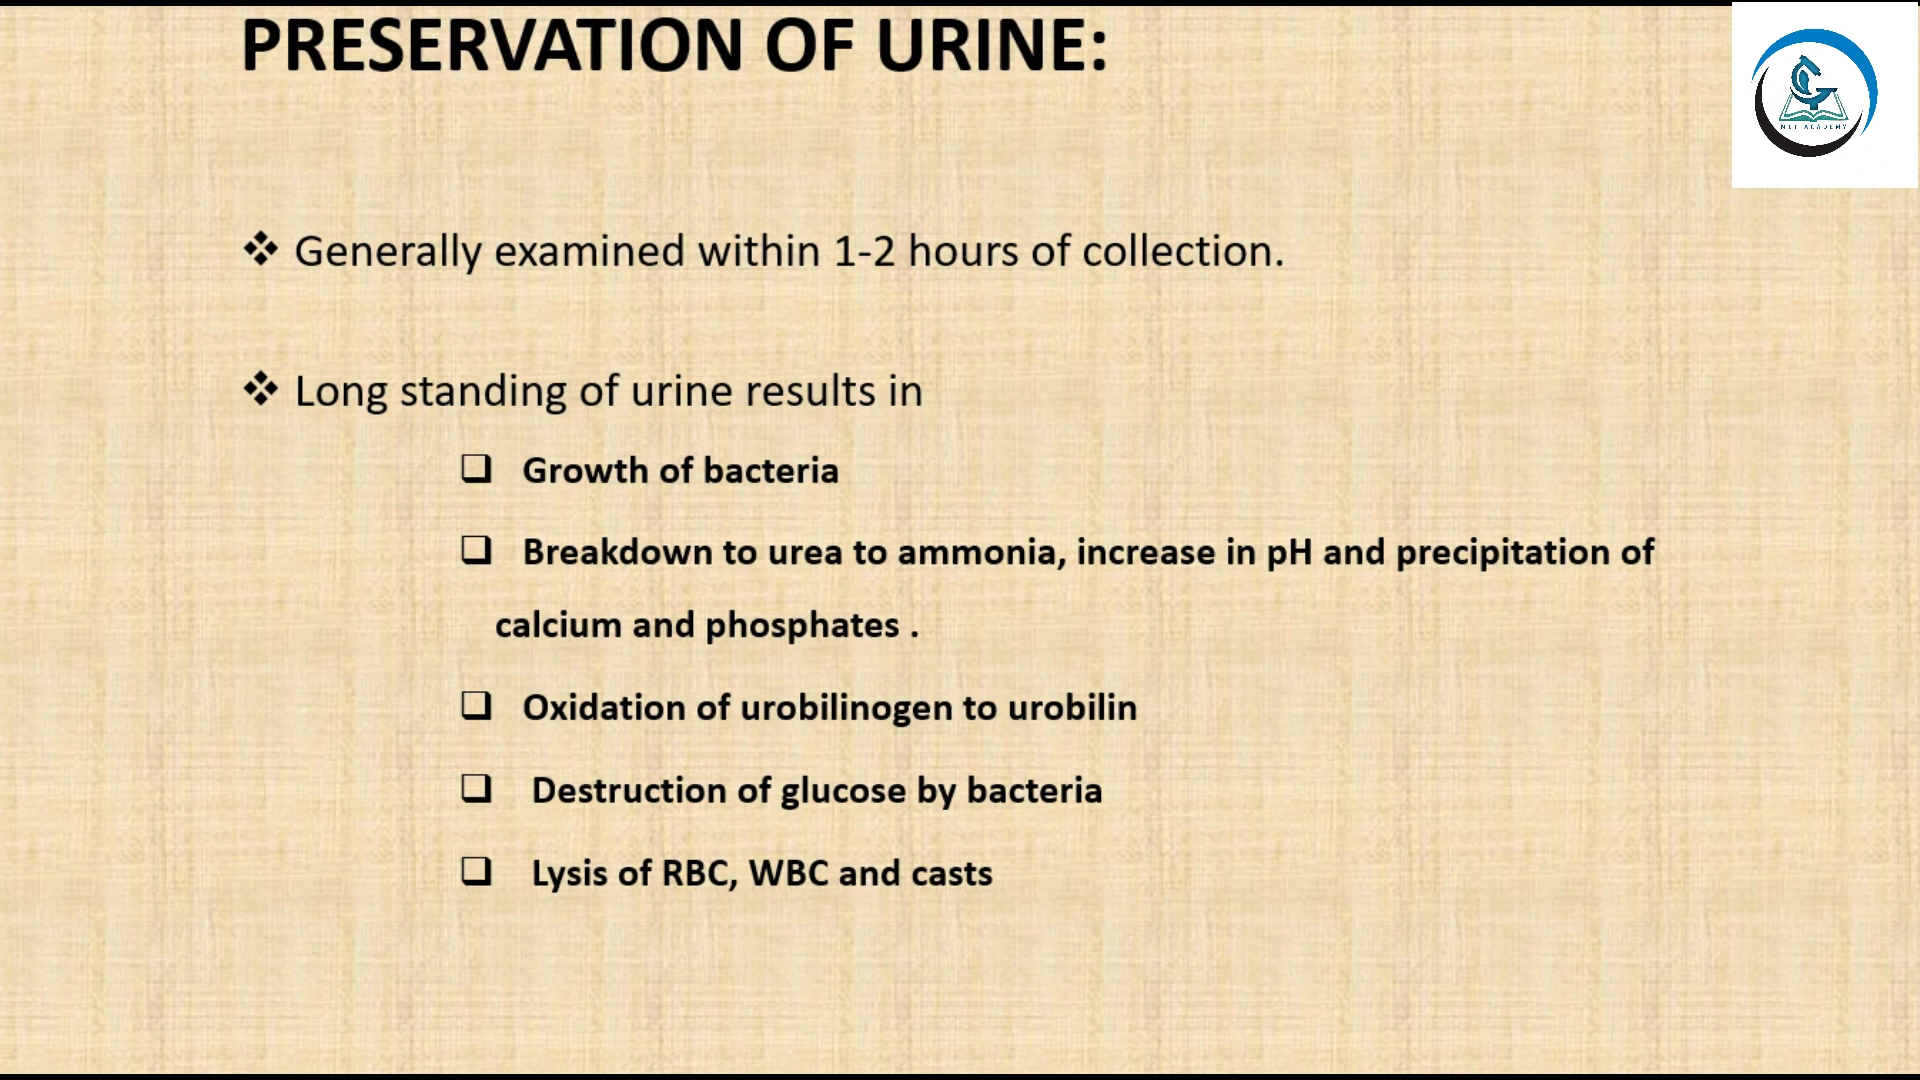 PRESERVATION OF URINE:
MLT ACADEMY
❖ Generally examined within 1-2 hours of collection.
❖ Long standing of urine results in
❑ Growth of bacteria
❑ Breakdown to urea to ammonia, increase in pH and precipitation of
calcium and phosphates .
❑ Oxidation of urobilinogen to urobilin
❑ Destruction of glucose by bacteria
❑ Lysis of RBC, WBC and casts